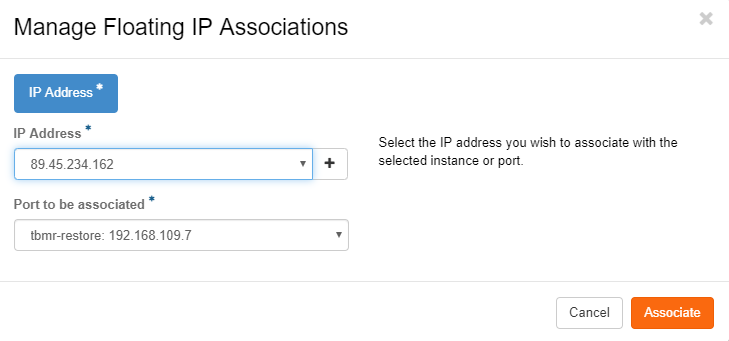 Manage Floating IP Associations
×
IP Address *
IP Address *
89.45.234.162
+
Select the IP address you wish to associate with the
selected instance or port.
Port to be associated *
tbmr-restore: 192.168.109.7
Cancel
Associate